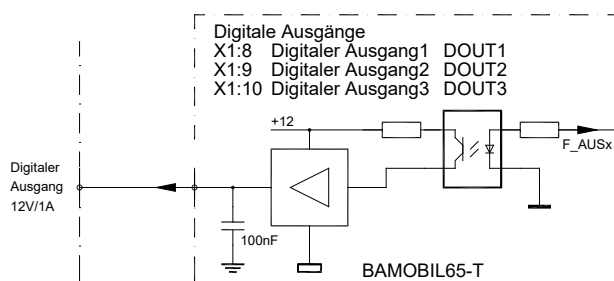 Digitale Ausgänge
X1:8 Digitaler Ausgang1 DOUT1
X1:9 Digitaler Ausgang2 DOUT2
X1:10 Digitaler Ausgang3 DOUT3
+12
F_AUSx
Digitaler
Ausgang
12V/1A
100nF
BAMOBIL65-T